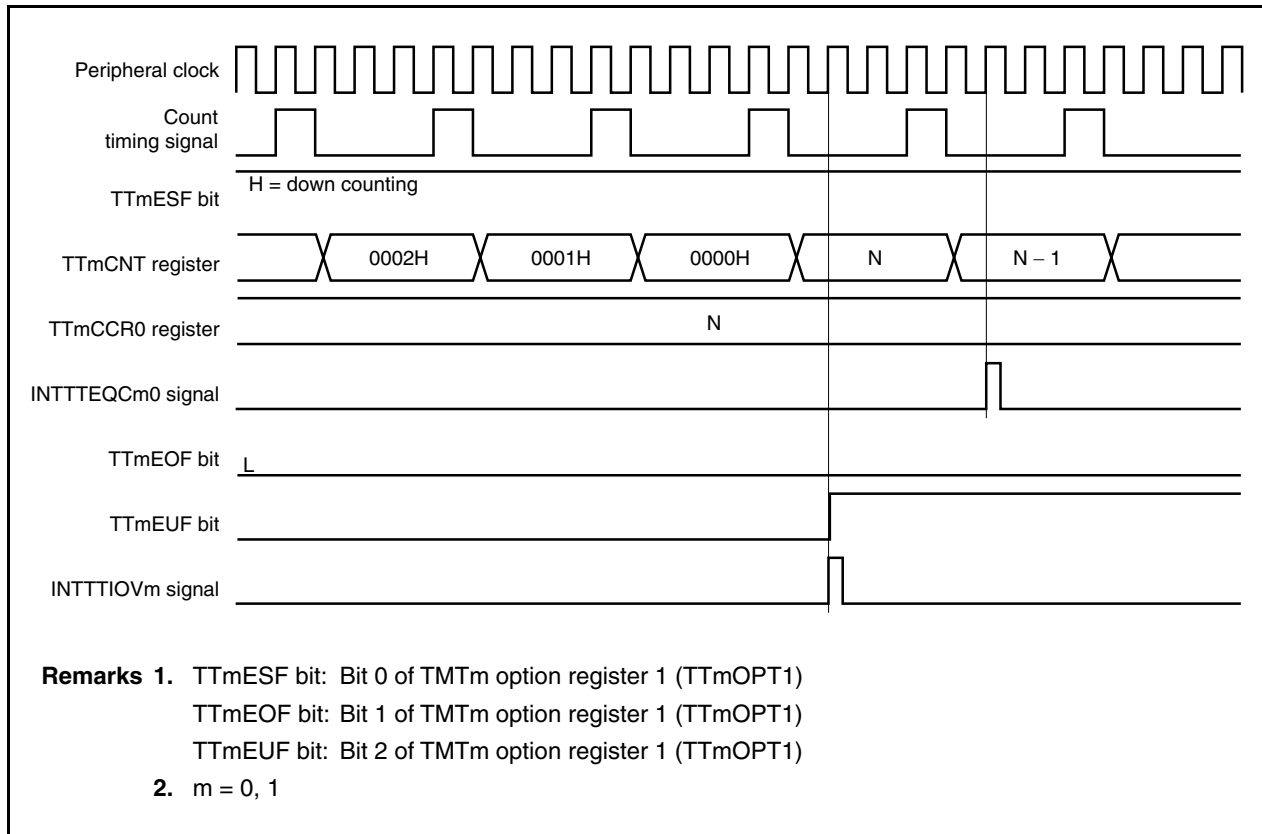 Peripheral clock
Count
timing signal
H = down counting
TTmESF bit
TTmCNT register
0002H
0001H
0000H
N
N – 1
TTmCCR0 register
N
INTTTEQCm0 signal
TTmEOF bit
L
TTmEUF bit
INTTTIOVm signal
Remarks 1. TTmESF bit: Bit 0 of TMTm option register 1 (TTmOPT1)
TTmEOF bit: Bit 1 of TMTm option register 1 (TTmOPT1)
TTmEUF bit: Bit 2 of TMTm option register 1 (TTmOPT1)
2. m = 0, 1